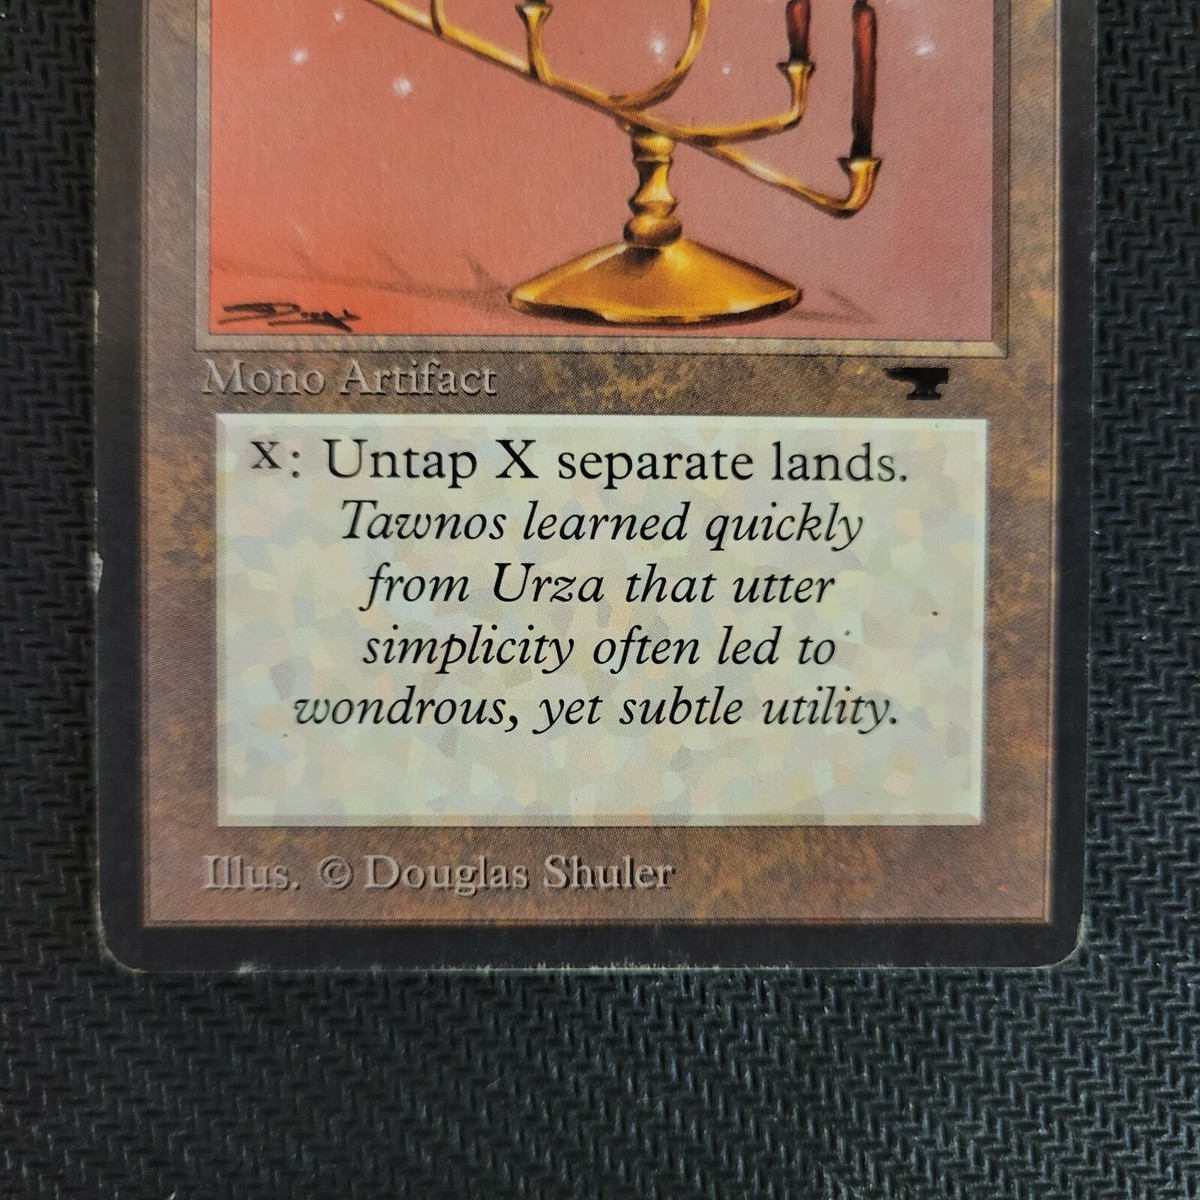 Mono Artifact
X: Untap X separate lands.
Tawnos learned quickly
from Urza that utter
simplicity often led to
wondrous, yet subtle utility.
Illus. © Douglas Shuler